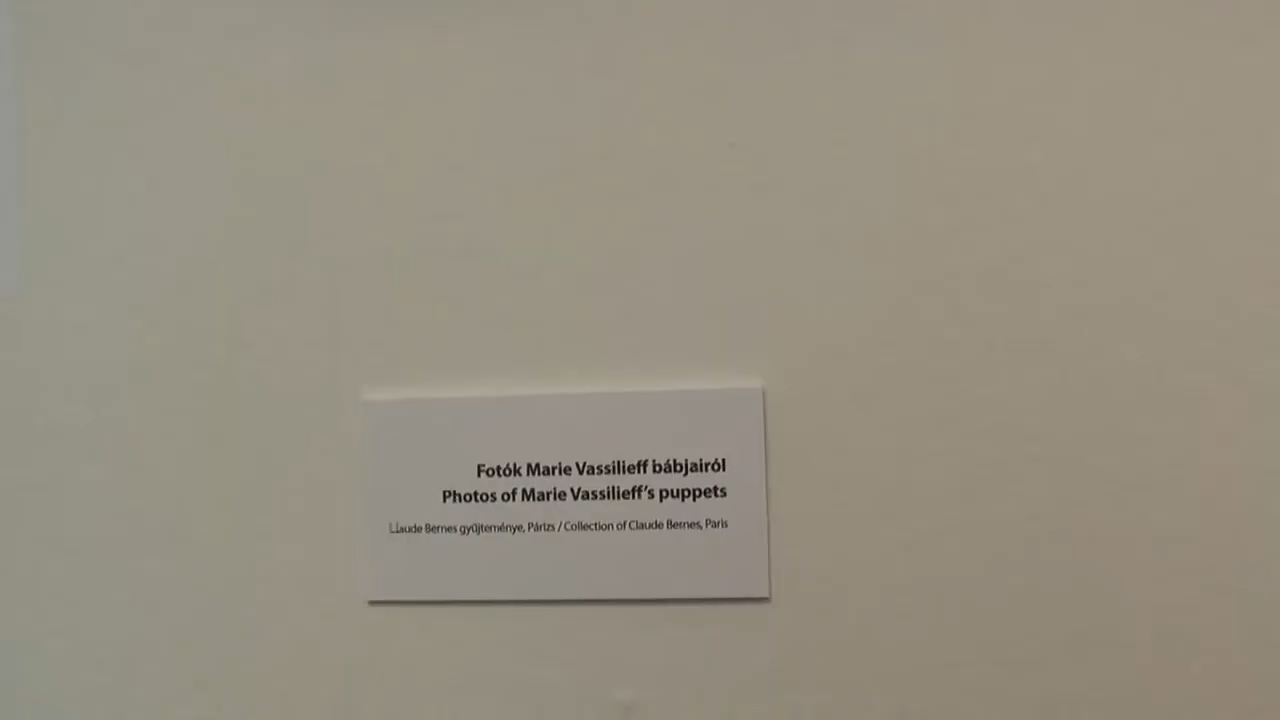 Fotók Marie Vassilieff bábjairól
Photos of Marie Vassilieff's puppets
Claude Bernes gyűjteménye, Párizs / Collection of Claude Bernes, Paris